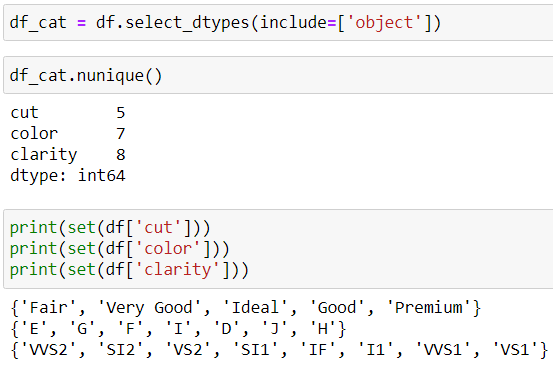 df_cat = df.select_dtypes(include=['object'])
df_cat.nunique()
cut        5
color      7
clarity    8
dtype: int64
print(set(df['cut']))
print(set(df['color']))
print(set(df['clarity']))
{'Fair', 'Very Good', 'Ideal', 'Good', 'Premium'}
{'E', 'G', 'F', 'I', 'D', 'J', 'H'}
{'VVS2', 'SI2', 'VS2', 'SI1', 'IF', 'I1', 'VVS1', 'VS1'}